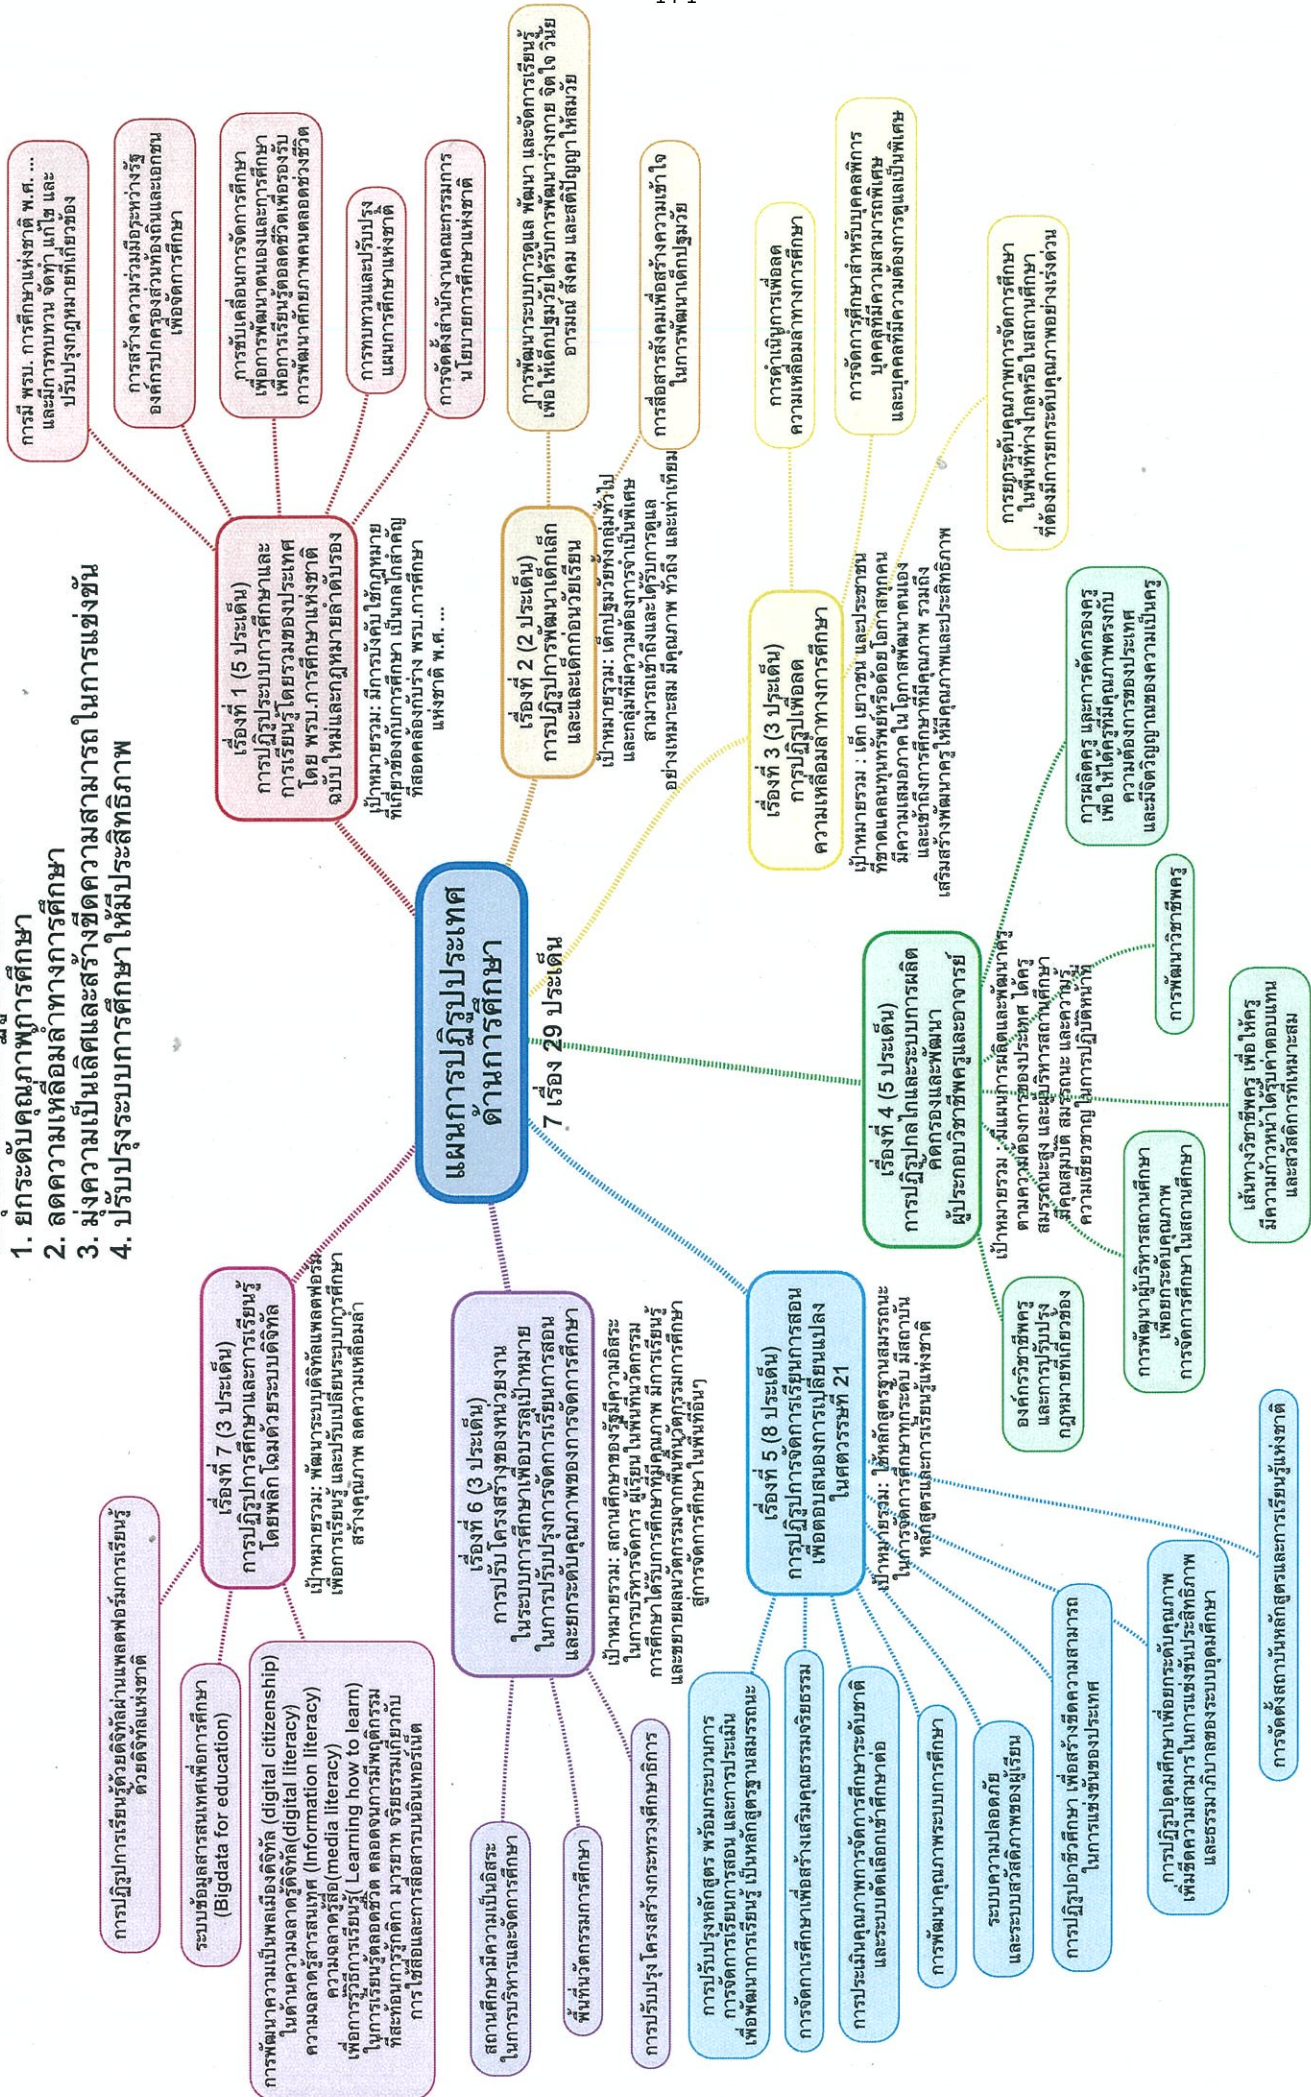 1. ยกระดับคุณภาพการศึกษา
2. ลดความเหลื่อมล้ำทางการศึกษา
3. มุ่งความเป็นเลิศและสร้างขีดความสามารถในการแข่งขัน
4. ปรับปรุงระบบการศึกษาให้มีประสิทธิภาพ
แผนการปฏิรูปประเทศ
ด้านการศึกษา
7 เรื่อง 29 ประเด็น
เรื่องที่ 1 (5 ประเด็น)
การปฏิรูประบบการศึกษาและ
การเรียนรู้โดยรวมของประเทศ
โดย พรบ.การศึกษาแห่งชาติ
ฉบับใหม่และกฎหมายลำดับรอง
เป้าหมายรวม: มีการบังคับใช้กฎหมาย
ที่เกี่ยวข้องกับการศึกษา เป็นกลไกสำคัญ
ที่สอดคล้องกับร่าง พรบ.การศึกษา
แห่งชาติ พ.ศ. ...
การมี พรบ. การศึกษาแห่งชาติ พ.ศ. ...
และมีการทบทวน จัดทำ แก้ไข และ
ปรับปรุงกฎหมายที่เกี่ยวข้อง
การสร้างความร่วมมือระหว่างรัฐ
องค์กรปกครองส่วนท้องถิ่นและเอกชน
เพื่อจัดการศึกษา
การขับเคลื่อนการจัดการศึกษา
เพื่อการพัฒนาตนเองและการศึกษา
เพื่อการเรียนรู้ตลอดชีวิตเพื่อรองรับ
การพัฒนาศักยภาพคนตลอดช่วงชีวิต
การทบทวนและปรับปรุง
แผนการศึกษาแห่งชาติ
การจัดตั้งสำนักงานคณะกรรมการ
นโยบายการศึกษาแห่งชาติ
เรื่องที่ 2 (2 ประเด็น)
การปฏิรูปการพัฒนาเด็กเล็ก
และและเด็กก่อนวัยเรียน
เป้าหมายรวม: เด็กปฐมวัยทั้งกลุ่มทั่วไป
และกลุ่มที่มีความต้องการจำเป็นพิเศษ
สามารถเข้าถึงและได้รับการดูแล
อย่างเหมาะสม มีคุณภาพ ทั่วถึง และเท่าเทียม
การพัฒนาระบบการดูแล พัฒนา และจัดการเรียนรู้
เพื่อให้เด็กปฐมวัยได้รับการพัฒนาร่างกาย จิตใจ วินัย
อารมณ์ สังคม และสติปัญญาให้สมวัย
การสื่อสารสังคมเพื่อสร้างความเข้าใจ
ในการพัฒนาเด็กปฐมวัย
เรื่องที่ 3 (3 ประเด็น)
การปฏิรูปเพื่อลด
ความเหลื่อมล้ำทางการศึกษา
เป้าหมายรวม : เด็ก เยาวชน และประชาชน
ที่ขาดแคลนทุนทรัพย์หรือด้อยโอกาสทุกคน
มีความเสมอภาค ในโอกาสพัฒนาตนเอง
และเข้าถึงการศึกษาที่มีคุณภาพ รวมถึง
เสริมสร้างพัฒนาครูให้มีคุณภาพและประสิทธิภาพ
การดำเนินการเพื่อลด
ความเหลื่อมล้ำทางการศึกษา
การจัดการศึกษาสำหรับบุคคลพิการ
บุคคลที่มีความสามารถพิเศษ
และบุคคลที่มีความต้องการดูแลเป็นพิเศษ
การยกระดับคุณภาพการจัดการศึกษา
ในพื้นที่ห่างไกลหรือในสถานศึกษา
ที่ต้องมีการยกระดับคุณภาพอย่างเร่งด่วน
เรื่องที่ 4 (5 ประเด็น)
การปฏิรูปกลไกและระบบการผลิต
คัดกรองและพัฒนา
ผู้ประกอบวิชาชีพครูและอาจารย์
เป้าหมายรวม : มีแผนการผลิตและพัฒนาครู
ตามความต้องการของประเทศ ได้ครู
สมรรถนะสูง และผู้บริหารสถานศึกษา
มีคุณสมบัติ สมรรถนะ และความรู้
ความเชี่ยวชาญในการปฏิบัติหน้าที่
การผลิตครู และการคัดกรองครู
เพื่อให้ได้ครูที่มีคุณภาพตรงกับ
ความต้องการของประเทศ
และมีจิตวิญญาณของความเป็นครู
การพัฒนาวิชาชีพครู
เส้นทางวิชาชีพครู เพื่อให้ครู
มีความก้าวหน้าได้รับค่าตอบแทน
และสวัสดิการที่เหมาะสม
การพัฒนาผู้บริหารสถานศึกษา
เพื่อยกระดับคุณภาพ
การจัดการศึกษาในสถานศึกษา
องค์กรวิชาชีพครู
และการปรับปรุง
กฎหมายที่เกี่ยวข้อง
เรื่องที่ 5 (8 ประเด็น)
การปฏิรูปการจัดการเรียนการสอน
เพื่อตอบสนองการเปลี่ยนแปลง
ในศตวรรษที่ 21
เป้าหมายรวม: ใช้หลักสูตรฐานสมรรถนะ
ในการจัดการศึกษาทุกระดับ มีสถาบัน
หลักสูตรและการเรียนรู้แห่งชาติ
การปรับปรุงหลักสูตร พร้อมกระบวนการ
การจัดการเรียนการสอน และการประเมิน
เพื่อพัฒนาการเรียนรู้ เป็นหลักสูตรฐานสมรรถนะ
การจัดการเรศึกษาเพื่อสร้างเสริมคุณธรรมจริยธรรม
การประเมินคุณภาพการจัดการศึกษาระดับชาติ
และระบบคัดเลือกเข้าศึกษาต่อ
การพัฒนาคุณภาพระบบการศึกษา
ระบบความปลอดภัย
และระบบสวัสดิภาพของผู้เรียน
การปฏิรูปอาชีวศึกษา เพื่อสร้างขีดความสามารถ
ในการแข่งขันของประเทศ
การปฏิรูปอุดมศึกษาเพื่อยกระดับคุณภาพ
เพิ่มขีดความสามารในการแข่งขันประสิทธิภาพ
และธรรมาภิบาลของระบบอุดมศึกษา
การจัดตั้งสถาบันหลักสูตรและการเรียนรู้แห่งชาติ
เรื่องที่ 6 (3 ประเด็น)
การปรับโครงสร้างของหน่วยงาน
ในระบบการศึกษาเพื่อบรรลุเป้าหมาย
ในการปรับปรุงการจัดการเรียนการสอน
และยกระดับคุณภาพของการจัดการศึกษา
เป้าหมายรวม: สถานศึกษาของรัฐมีความอิสระ
ในการบริหารจัดการ ผู้เรียนในพื้นที่นวัตกรรม
การศึกษาได้รับการศึกษาที่มีคุณภาพ มีการเรียนรู้
และขยายผลนวัตกรรมจากพื้นที่นวัตกรรมการศึกษา
สู่การจัดการศึกษาในพื้นที่อื่นๆ
สถานศึกษามีความเป็นอิสระ
ในการบริหารและจัดการศึกษา
พื้นที่นวัตกรรมการศึกษา
การปรับปรุงโครงสร้างกระทรวงศึกษาธิการ
เรื่องที่ 7 (3 ประเด็น)
การปฏิรูปการศึกษาและการเรียนรู้
โดยพลิกโฉมด้วยระบบดิจิทัล
เป้าหมายรวม: พัฒนาระบบดิจิทัลแพลตฟอร์ม
เพื่อการเรียนรู้ และปรับเปลี่ยนระบบการศึกษา
สร้างคุณภาพ ลดความเหลื่อมล้ำ
การปฏิรูปการเรียนรู้ด้วยดิจิทัลผ่านแพลตฟอร์มการเรียนรู้
ด้วยดิจิทัลแห่งชาติ
ระบบข้อมูลสารสนเทศเพื่อการศึกษา
(Bigdata for education)
การพัฒนาความเป็นพลเมืองดิจิทัล (digital citizenship)
ในด้านความฉลาดรู้ดิจิทัล(digital literacy)
ความฉลาดรู้สารสนเทศ (Information literacy)
ความฉลาดรู้สื่อ(media literacy)
เพื่อการรู้วิธีการเรียนรู้( Learning how to learn)
ในการเรียนรู้ตลอดชีวิต ตลอดจนการมีพฤติกรรม
ที่สะท้อนการรู้กติกา มารยาท จริยธรรมเกี่ยวกับ
การใช้สื่อและการสื่อสารบนอินเทอร์เน็ต